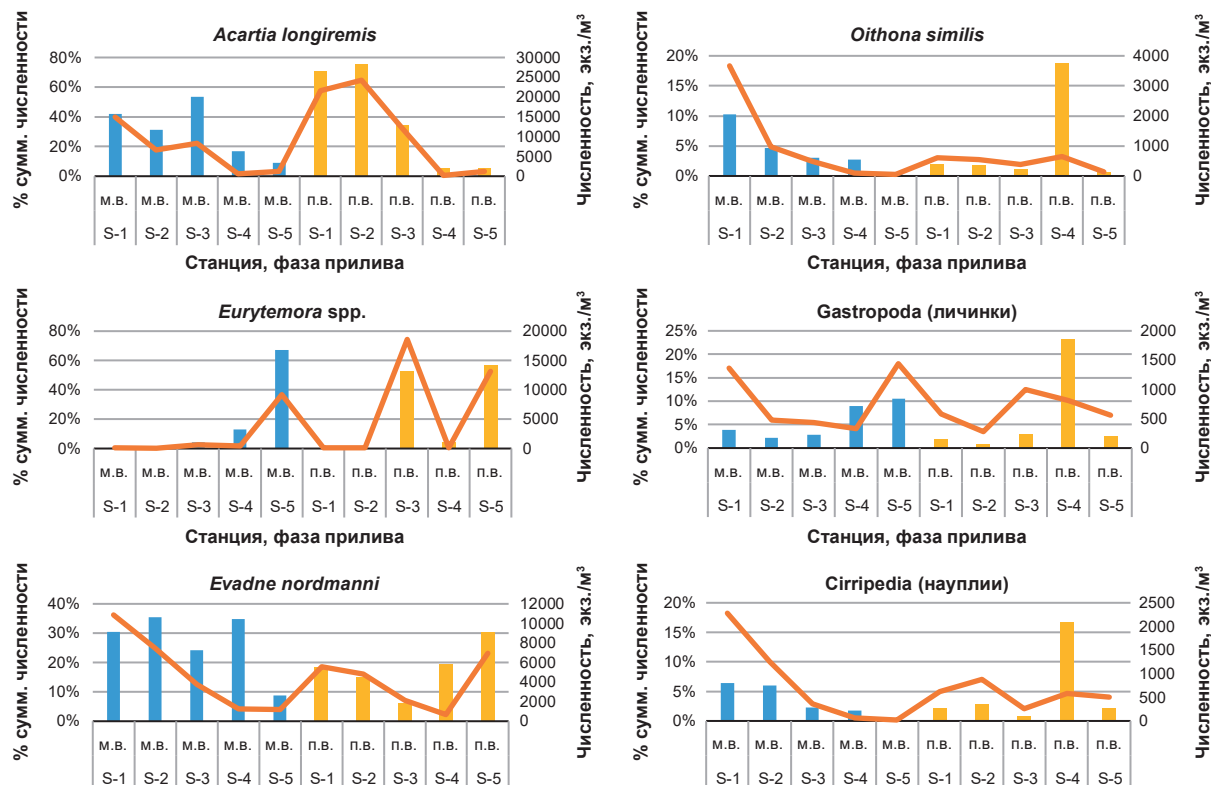 Acartia longiremis
% сумм. численности
80%
60%
40%
20%
0%
30000
25000
20000
15000
10000
5000
0
Численность, экз./м³
м.в. м.в. м.в. м.в. м.в. п.в. п.в. п.в. п.в. п.в.
S-1 S-2 S-3 S-4 S-5 S-1 S-2 S-3 S-4 S-5
Станция, фаза прилива
Oithona similis
% сумм. численности
20%
15%
10%
5%
0%
4000
3000
2000
1000
0
Численность, экз./м³
м.в. м.в. м.в. м.в. м.в. п.в. п.в. п.в. п.в. п.в.
S-1 S-2 S-3 S-4 S-5 S-1 S-2 S-3 S-4 S-5
Станция, фаза прилива
Eurytemora spp.
% сумм. численности
80%
60%
40%
20%
0%
20000
15000
10000
5000
0
Численность, экз./м³
м.в. м.в. м.в. м.в. м.в. п.в. п.в. п.в. п.в. п.в.
S-1 S-2 S-3 S-4 S-5 S-1 S-2 S-3 S-4 S-5
Станция, фаза прилива
Gastropoda (личинки)
% сумм. численности
25%
20%
15%
10%
5%
0%
2000
1500
1000
500
0
Численность, экз./м³
м.в. м.в. м.в. м.в. м.в. п.в. п.в. п.в. п.в. п.в.
S-1 S-2 S-3 S-4 S-5 S-1 S-2 S-3 S-4 S-5
Станция, фаза прилива
Evadne nordmanni
% сумм. численности
40%
30%
20%
10%
0%
12000
10000
8000
6000
4000
2000
0
Численность, экз./м³
м.в. м.в. м.в. м.в. м.в. п.в. п.в. п.в. п.в. п.в.
S-1 S-2 S-3 S-4 S-5 S-1 S-2 S-3 S-4 S-5
Cirripedia (науплии)
% сумм. численности
20%
15%
10%
5%
0%
2500
2000
1500
1000
500
0
Численность, экз./м³
м.в. м.в. м.в. м.в. м.в. п.в. п.в. п.в. п.в. п.в.
S-1 S-2 S-3 S-4 S-5 S-1 S-2 S-3 S-4 S-5